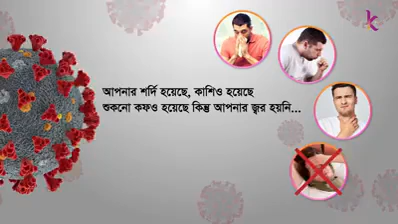 আপনার শর্দি হয়েছে, কাশিও হয়েছে
শুকনো কফও হয়েছে কিন্তু আপনার জ্বর হয়নি...